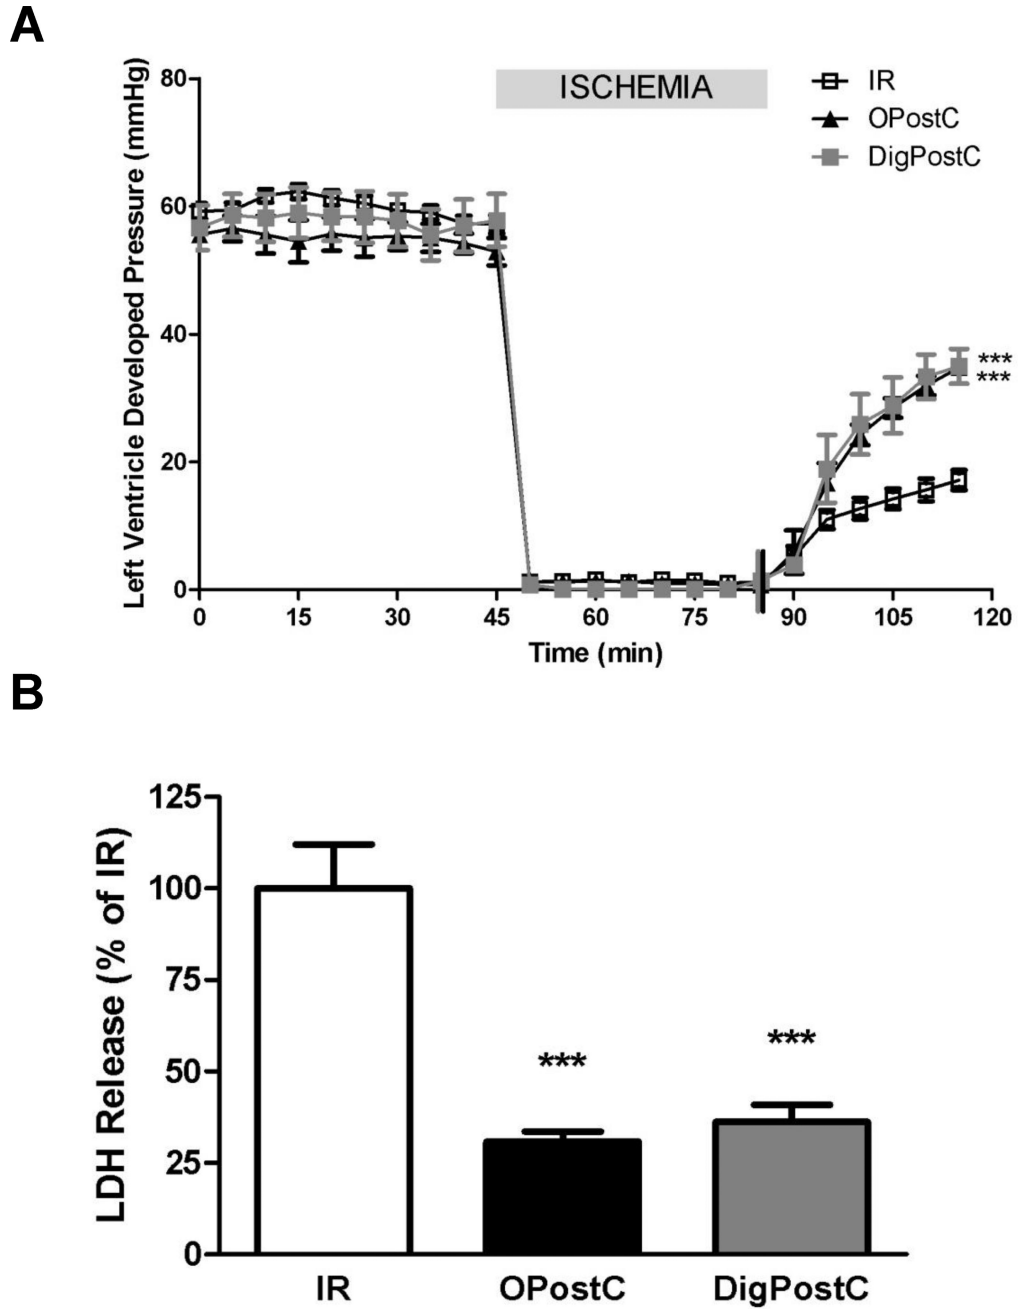 A
Left Ventricle Developed Pressure (mmHg)
80
60
40
20
0
ISCHEMIA
IR
OPostC
DigPostC
***
***
0 15 30 45 60 75 90 105 120
Time (min)
B
LDH Release (% of IR)
125
100
75
50
25
0
***
***
IR OPostC DigPostC